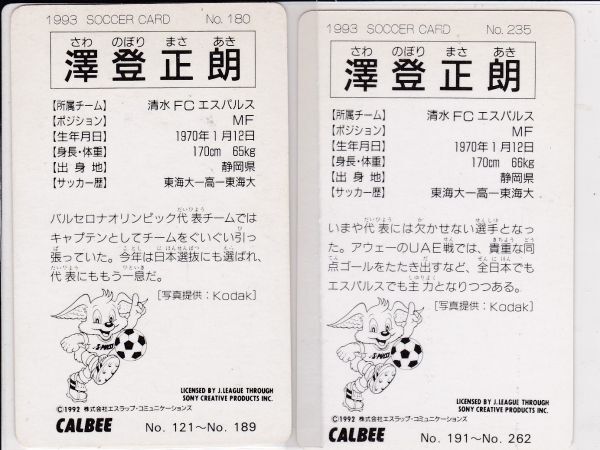 1993 SOCCER CARD No. 180
さわ のぼり まさ あき
澤登正朗
【所属チーム】 清水FCエスパルス
【ポジション】 MF
【生年月日】 1970年1月12日
【身長・体重】 170cm 65kg
【出身地】 静岡県
【サッカー歴】 東海大一高ー東海大
バルセロナオリンピック代表チームでは
キャプテンとしてチームをぐいぐい引っ
張っていた。今年は日本選抜にも選ばれ、
代表にももう一息だ。
[写真提供:Kodak]
S-PULSE
LICENSED BY J.LEAGUE THROUGH
SONY CREATIVE PRODUCTS INC.
©1992 株式会社エスラップ・コミュニケーションズ
CALBEE No. 121〜No. 189
1993 SOCCER CARD No. 235
さわ のぼり まさ あき
澤登正朗
【所属チーム】 清水FCエスパルス
【ポジション】 MF
【生年月日】 1970年1月12日
【身長・体重】 170cm 66kg
【出身地】 静岡県
【サッカー歴】 東海大一高ー東海大
いまや代表には欠かせない選手となっ
た。アウェーのUAE戦では、貴重な同
点ゴールをたたき出すなど、全日本でも
エスパルスでも主力となりつつある。
[写真提供:Kodak]
S-PULSE
LICENSED BY J.LEAGUE THROUGH
SONY CREATIVE PRODUCTS INC.
©1992 株式会社エスラップ・コミュニケーションズ
CALBEE No. 191〜No. 262